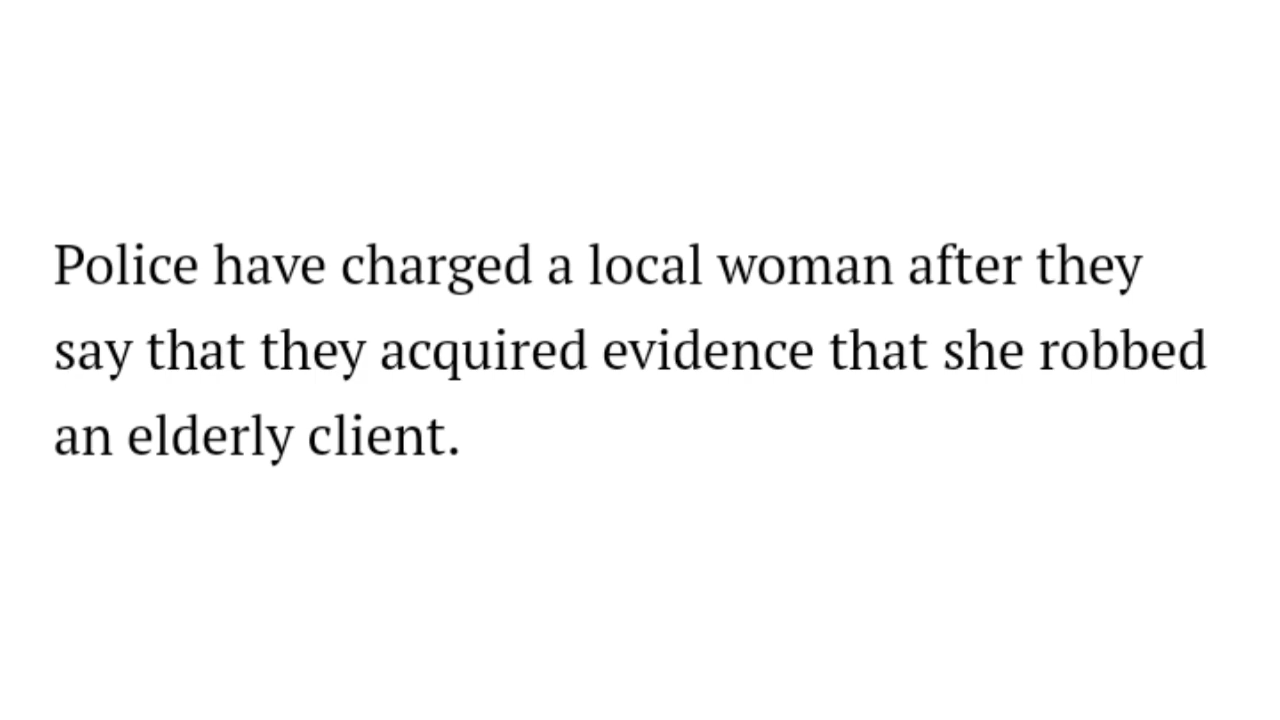 Police have charged a local woman after they
say that they acquired evidence that she robbed
an elderly client.